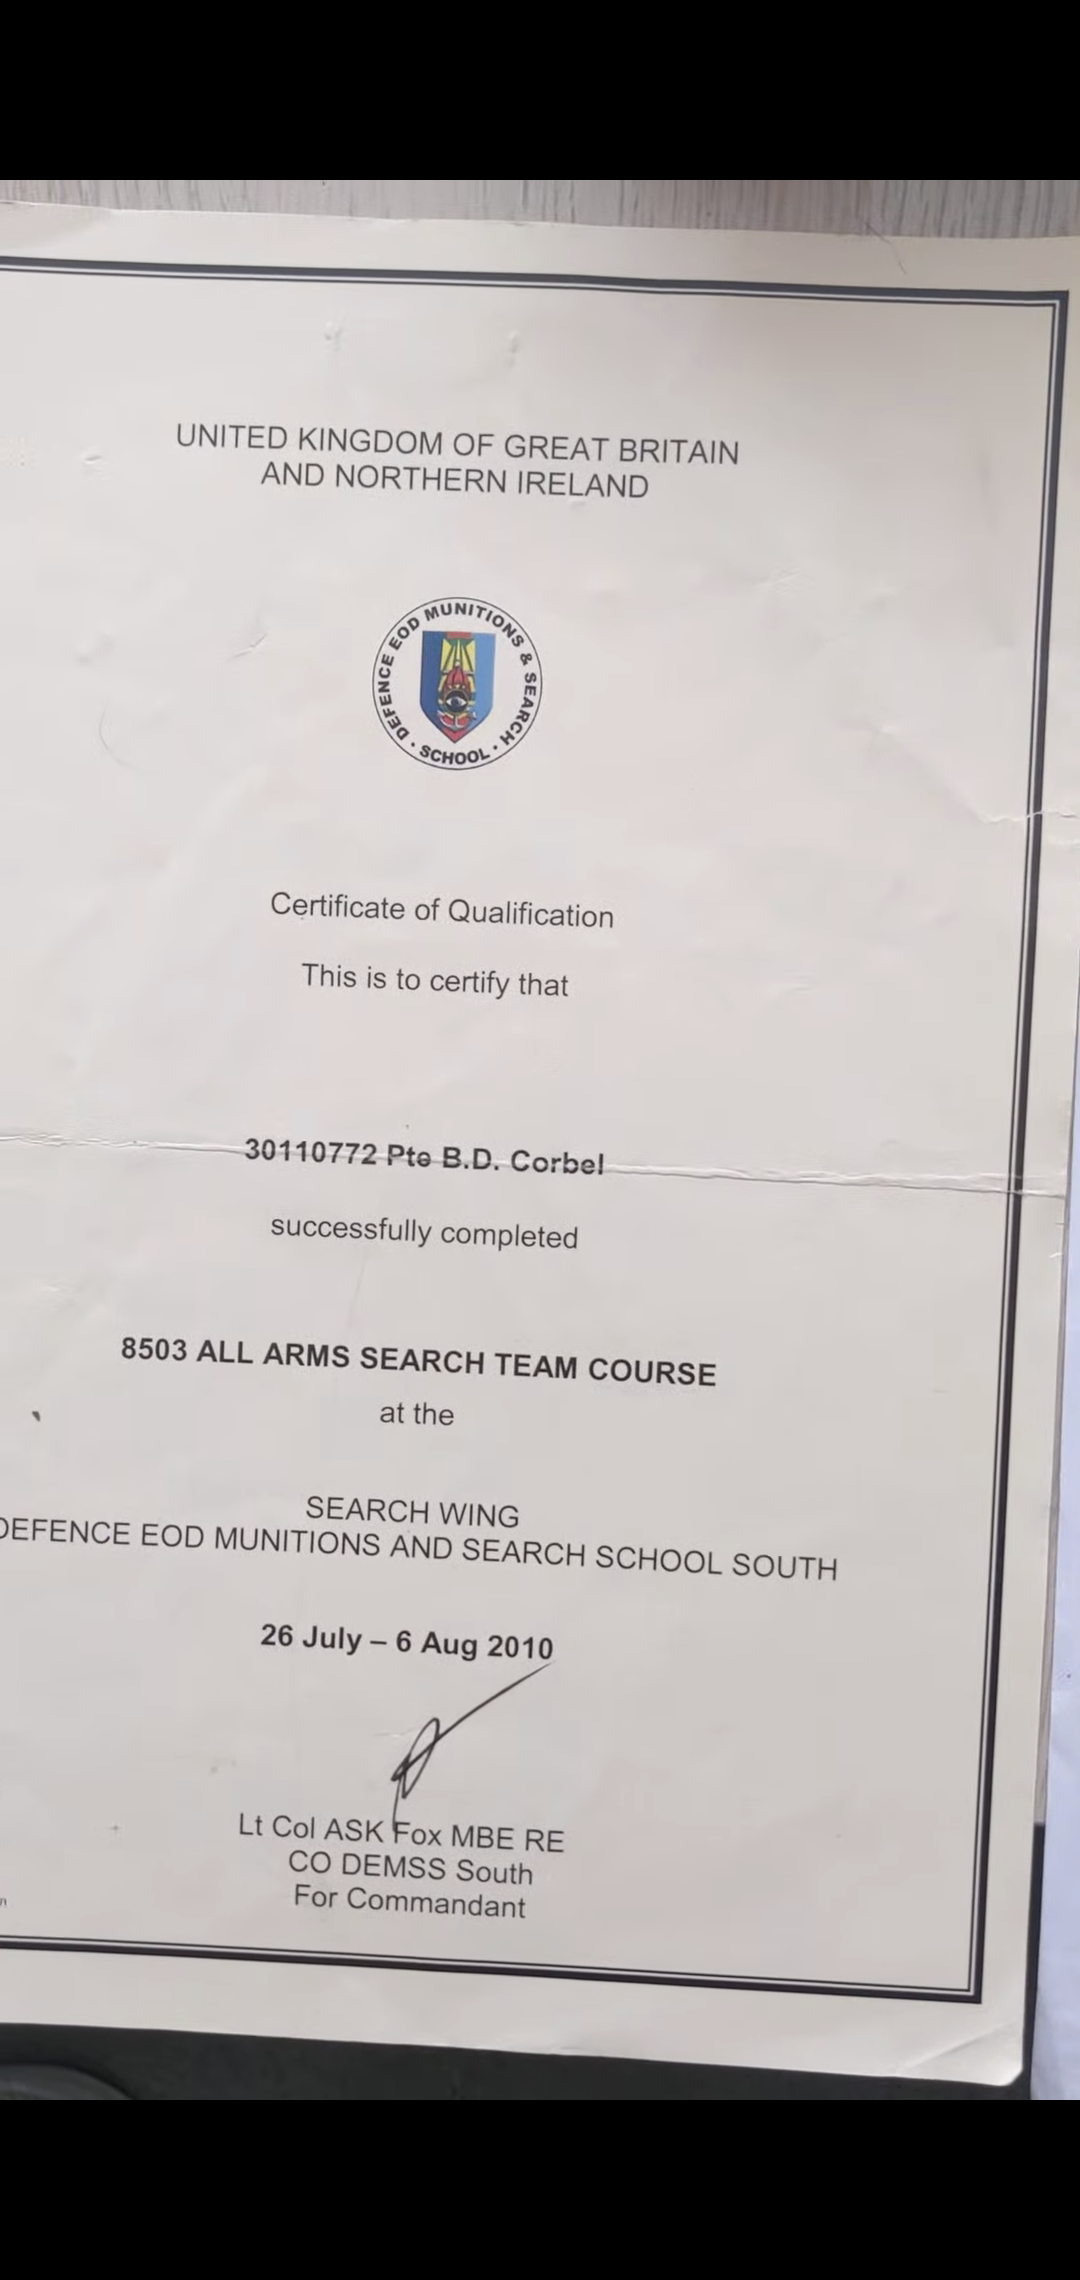 UNITED KINGDOM OF GREAT BRITAIN
AND NORTHERN IRELAND
DEFENCE EOD MUNITIONS & SEARCH
· SCHOOL ·
Certificate of Qualification
This is to certify that
30110772 Pte B.D. Corbel
successfully completed
8503 ALL ARMS SEARCH TEAM COURSE
at the
SEARCH WING
DEFENCE EOD MUNITIONS AND SEARCH SCHOOL SOUTH
26 July – 6 Aug 2010
Lt Col ASK Fox MBE RE
CO DEMSS South
For Commandant